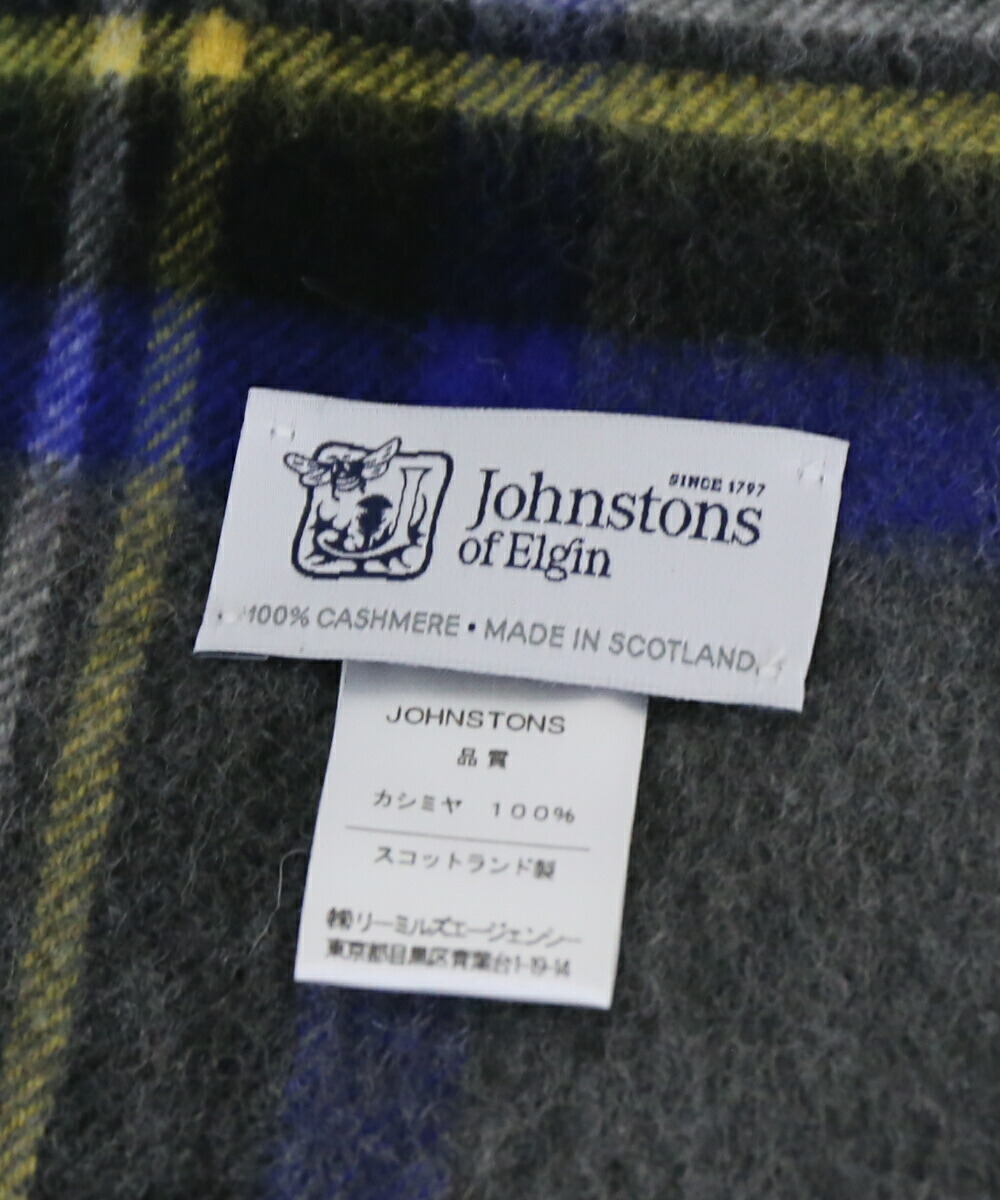 SINCE 1797
Johnstons
of Elgin
100% CASHMERE • MADE IN SCOTLAND
JOHNSTONS
品質
カシミヤ 100%
スコットランド製
㈱リーミルズエージェンシー
東京都目黒区青葉台1-19-14